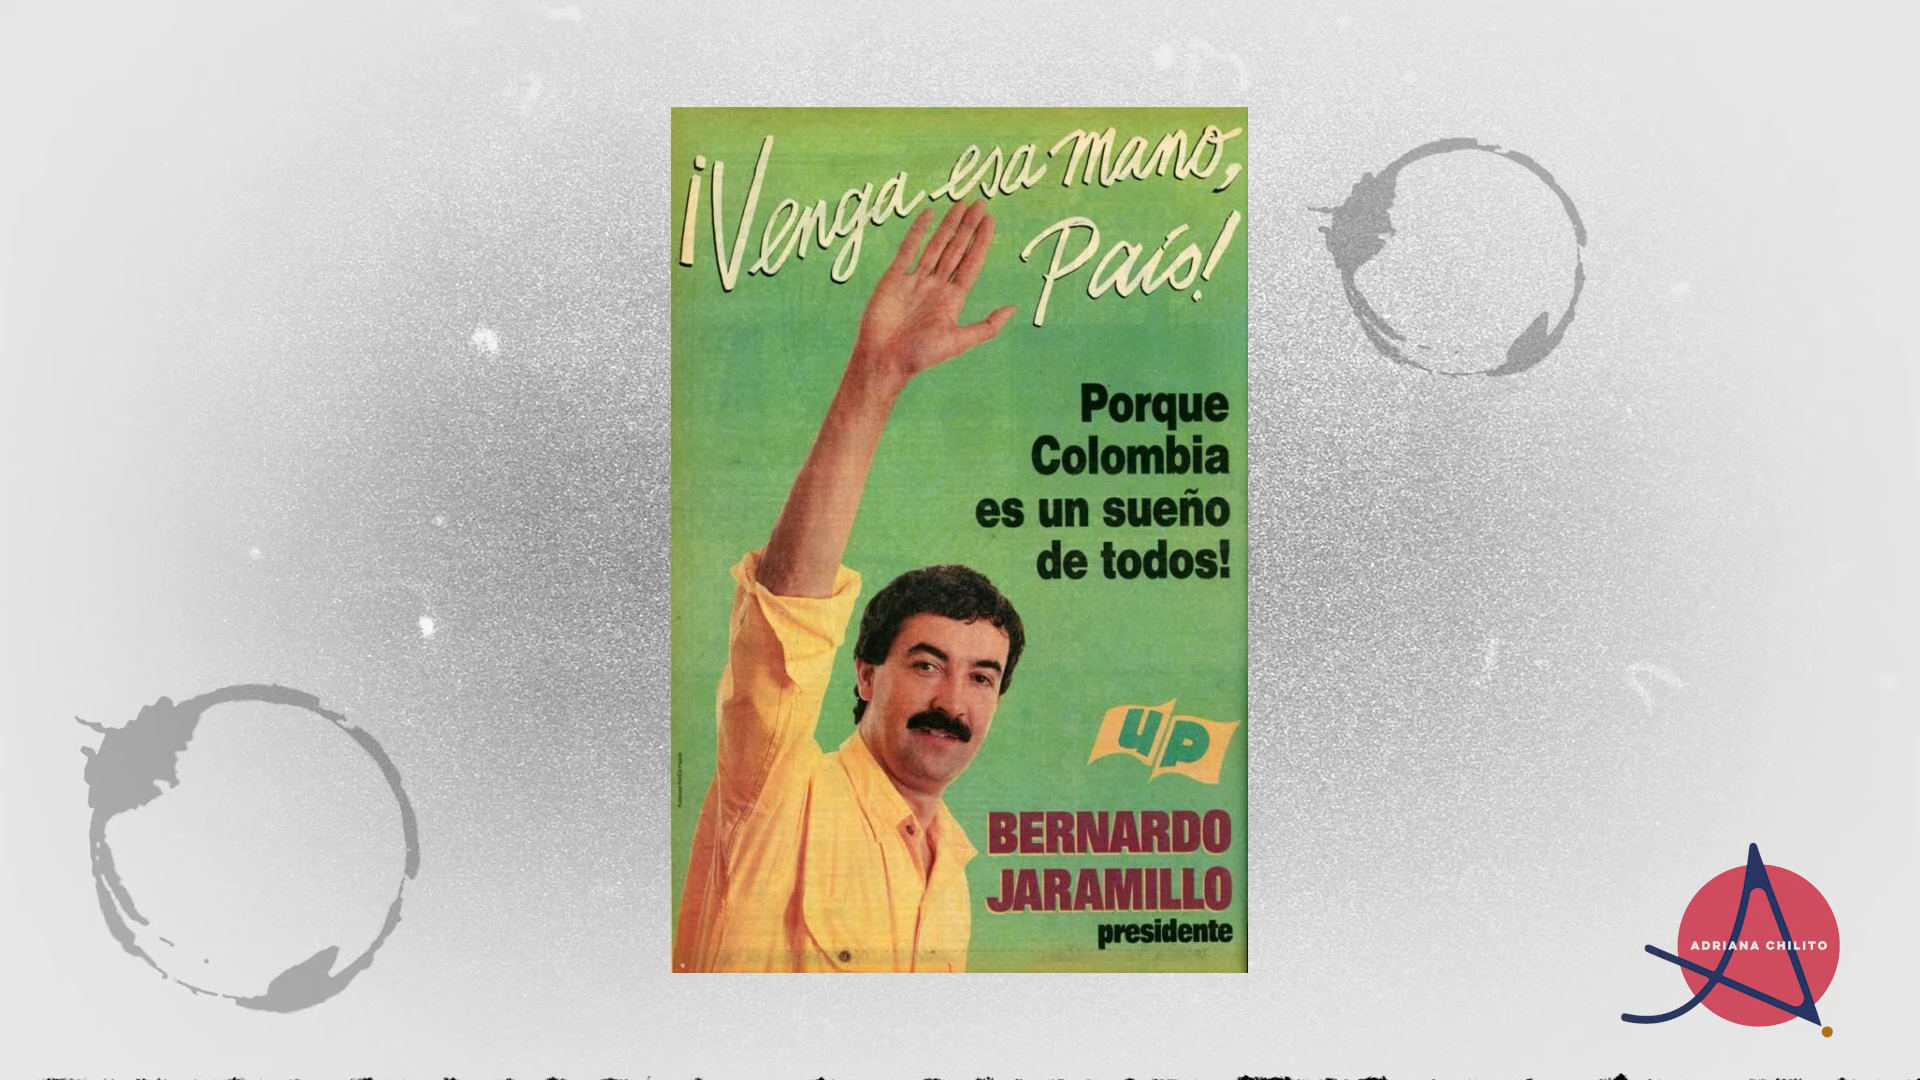 ¡Venga esa mano,
País!
Porque
Colombia
es un sueño
de todos!
up
BERNARDO
JARAMILLO
presidente
ADRIANA CHILITO